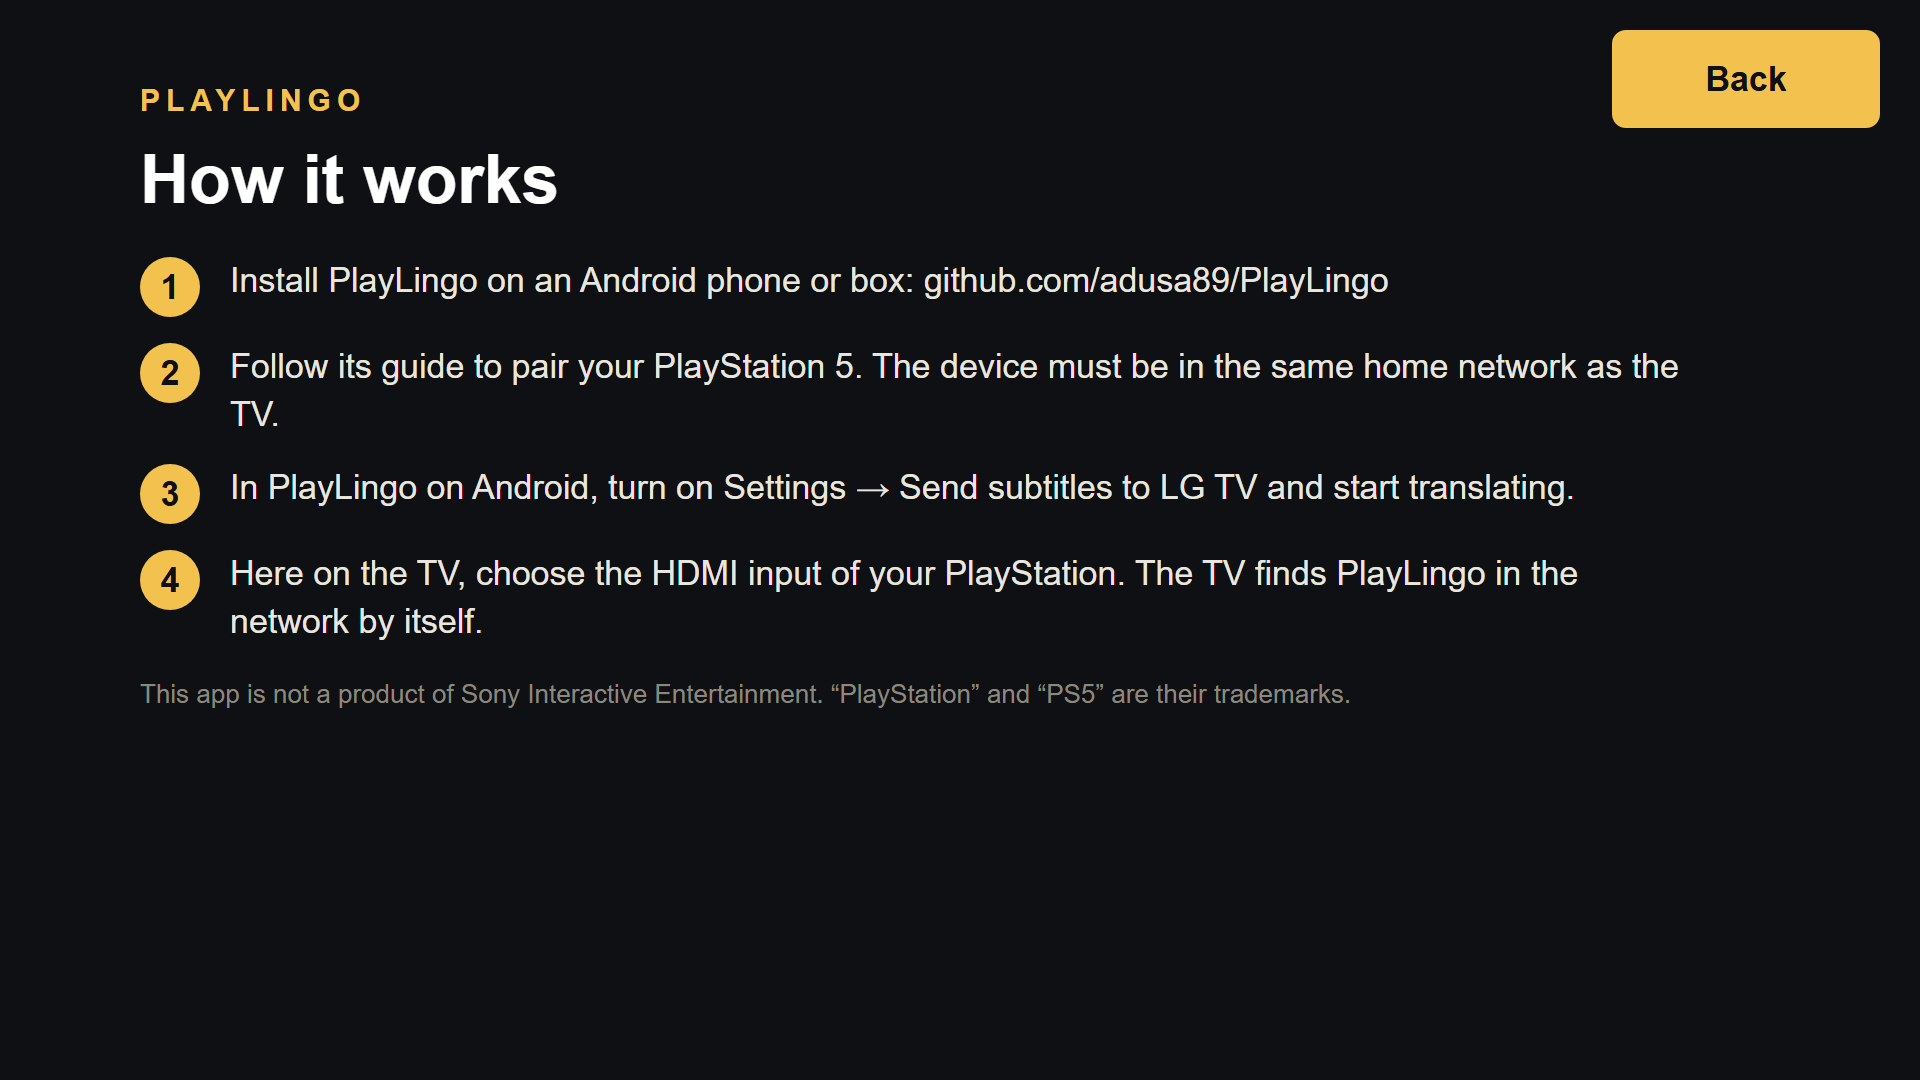 PLAYLINGO
Back
How it works
1 Install PlayLingo on an Android phone or box: github.com/adusa89/PlayLingo
2 Follow its guide to pair your PlayStation 5. The device must be in the same home network as the
TV.
3 In PlayLingo on Android, turn on Settings → Send subtitles to LG TV and start translating.
4 Here on the TV, choose the HDMI input of your PlayStation. The TV finds PlayLingo in the
network by itself.
This app is not a product of Sony Interactive Entertainment. “PlayStation” and “PS5” are their trademarks.